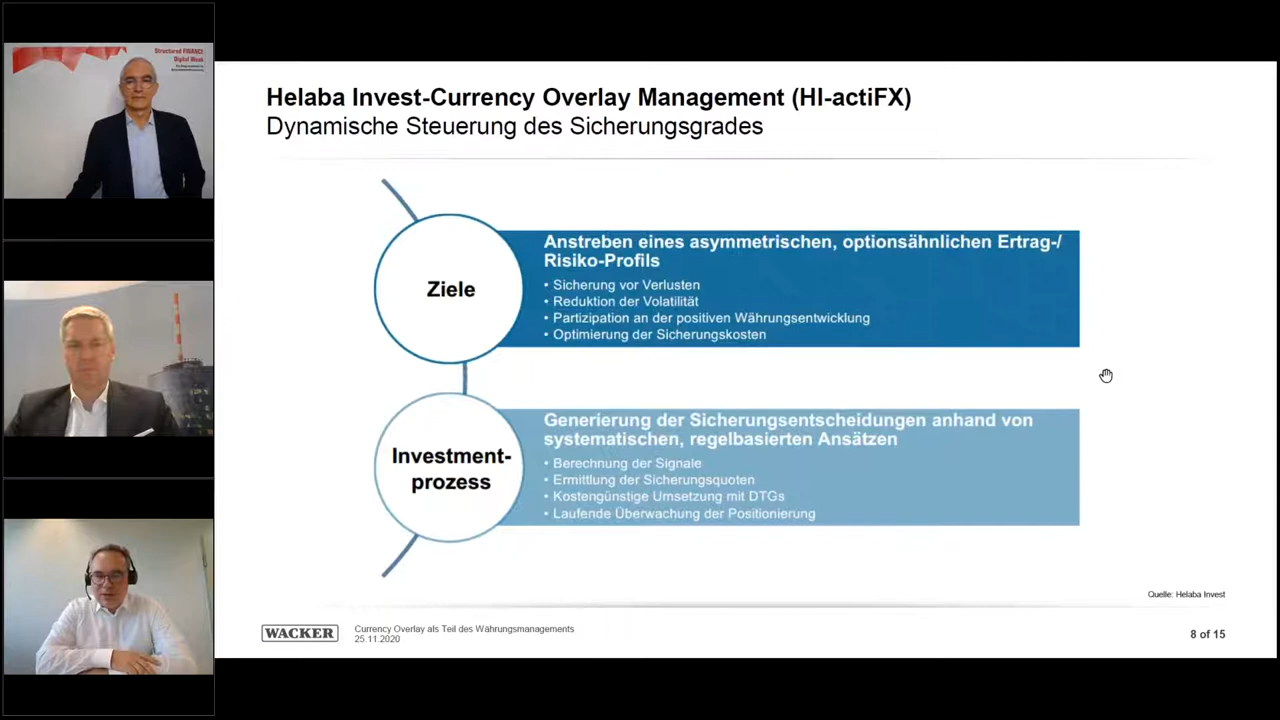 Structured FINANCE
Digital Week
Helaba Invest-Currency Overlay Management (HI-actiFX)
Dynamische Steuerung des Sicherungsgrades
Ziele
Anstreben eines asymmetrischen, optionsähnlichen Ertrag-/
Risiko-Profils
• Sicherung vor Verlusten
• Reduktion der Volatilität
• Partizipation an der positiven Währungsentwicklung
• Optimierung der Sicherungskosten
Investment-
prozess
Generierung der Sicherungsentscheidungen anhand von
systematischen, regelbasierten Ansätzen
• Berechnung der Signale
• Ermittlung der Sicherungsquoten
• Kostengünstige Umsetzung mit DTGs
• Laufende Überwachung der Positionierung
Quelle: Helaba Invest
WACKER
Currency Overlay als Teil des Währungsmanagements
25.11.2020
8 of 15